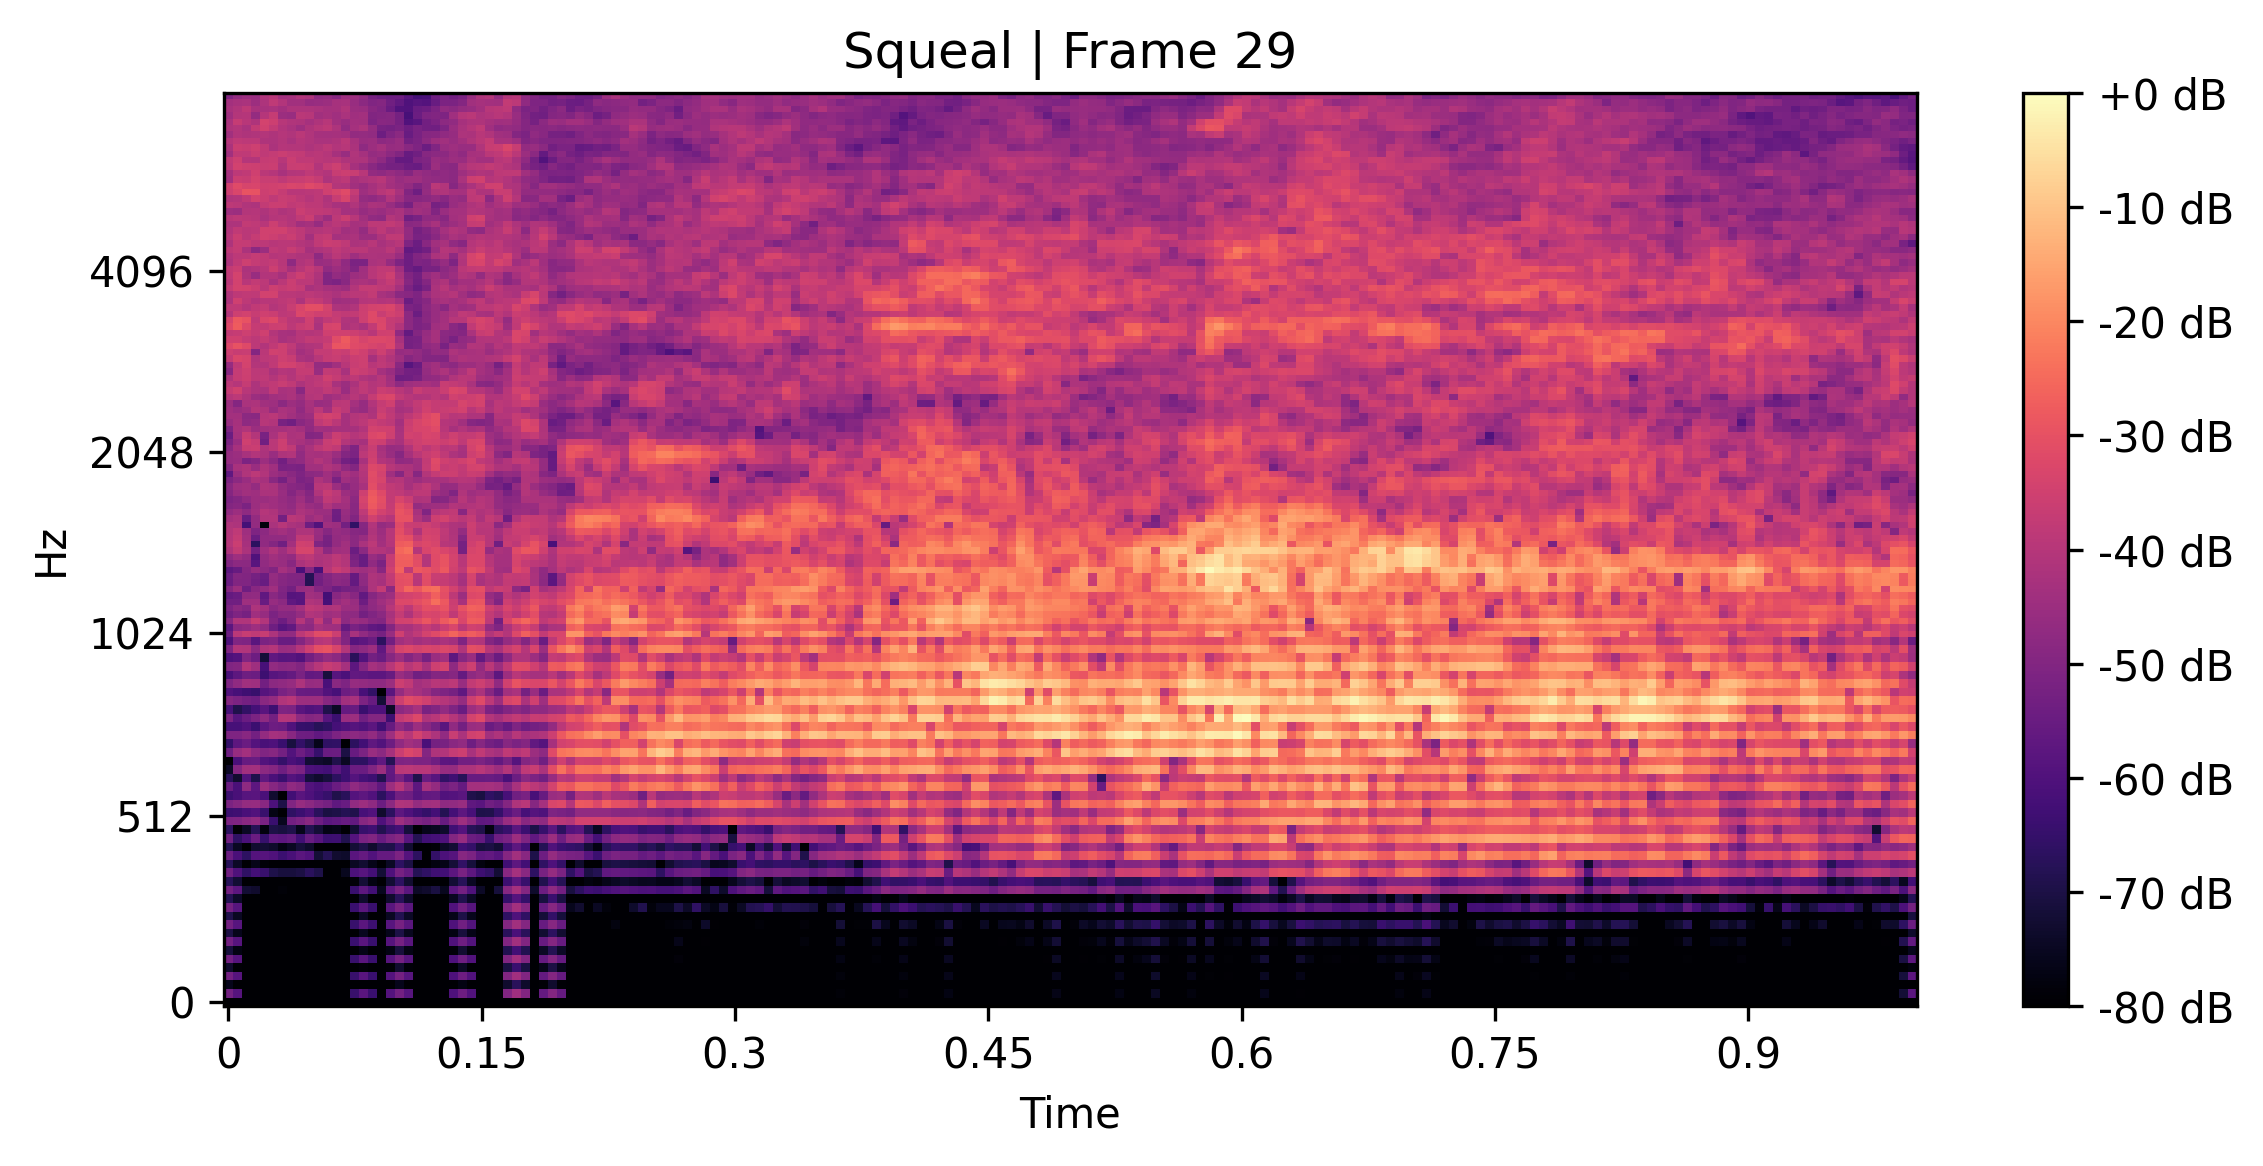 Squeal | Frame 29
Hz
4096
2048
1024
512
0
0 0.15 0.3 0.45 0.6 0.75 0.9
Time
+0 dB
-10 dB
-20 dB
-30 dB
-40 dB
-50 dB
-60 dB
-70 dB
-80 dB